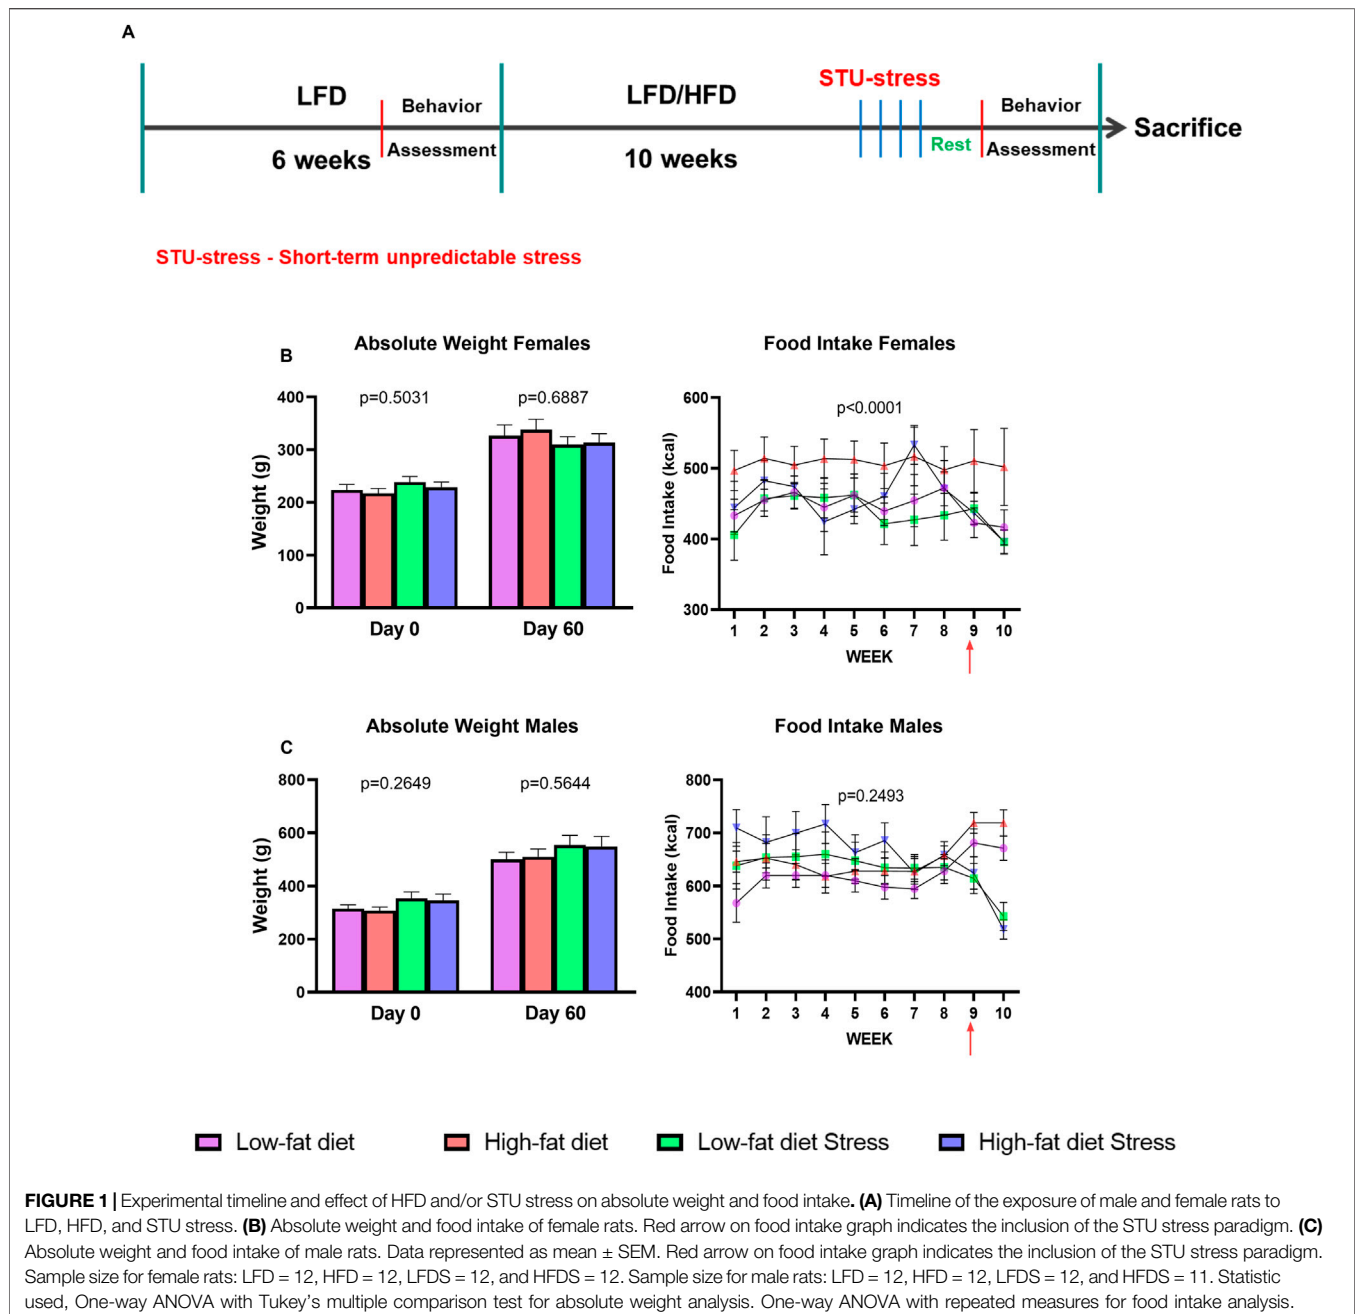 A
LFD
LFD/HFD
STU-stress
Behavior
Behavior
Sacrifice
6 weeks
Assessment
10 weeks
Rest
Assessment
STU-stress - Short-term unpredictable stress
B
Absolute Weight Females
p=0.5031
p=0.6887
Weight (g)
400
300
200
100
0
Day 0
Day 60
Food Intake Females
p<0.0001
Food Intake (kcal)
600
500
400
300
1 2 3 4 5 6 7 8 9 10
WEEK
C
Absolute Weight Males
p=0.2649
p=0.5644
Weight (g)
800
600
400
200
0
Day 0
Day 60
Food Intake Males
p=0.2493
Food Intake (kcal)
800
700
600
500
400
1 2 3 4 5 6 7 8 9 10
WEEK
Low-fat diet
High-fat diet
Low-fat diet Stress
High-fat diet Stress
FIGURE 1 | Experimental timeline and effect of HFD and/or STU stress on absolute weight and food intake. (A) Timeline of the exposure of male and female rats to
LFD, HFD, and STU stress. (B) Absolute weight and food intake of female rats. Red arrow on food intake graph indicates the inclusion of the STU stress paradigm. (C)
Absolute weight and food intake of male rats. Data represented as mean ± SEM. Red arrow on food intake graph indicates the inclusion of the STU stress paradigm.
Sample size for female rats: LFD = 12, HFD = 12, LFDS = 12, and HFDS = 12. Sample size for male rats: LFD = 12, HFD = 12, LFDS = 12, and HFDS = 11. Statistic
used, One-way ANOVA with Tukey's multiple comparison test for absolute weight analysis. One-way ANOVA with repeated measures for food intake analysis.